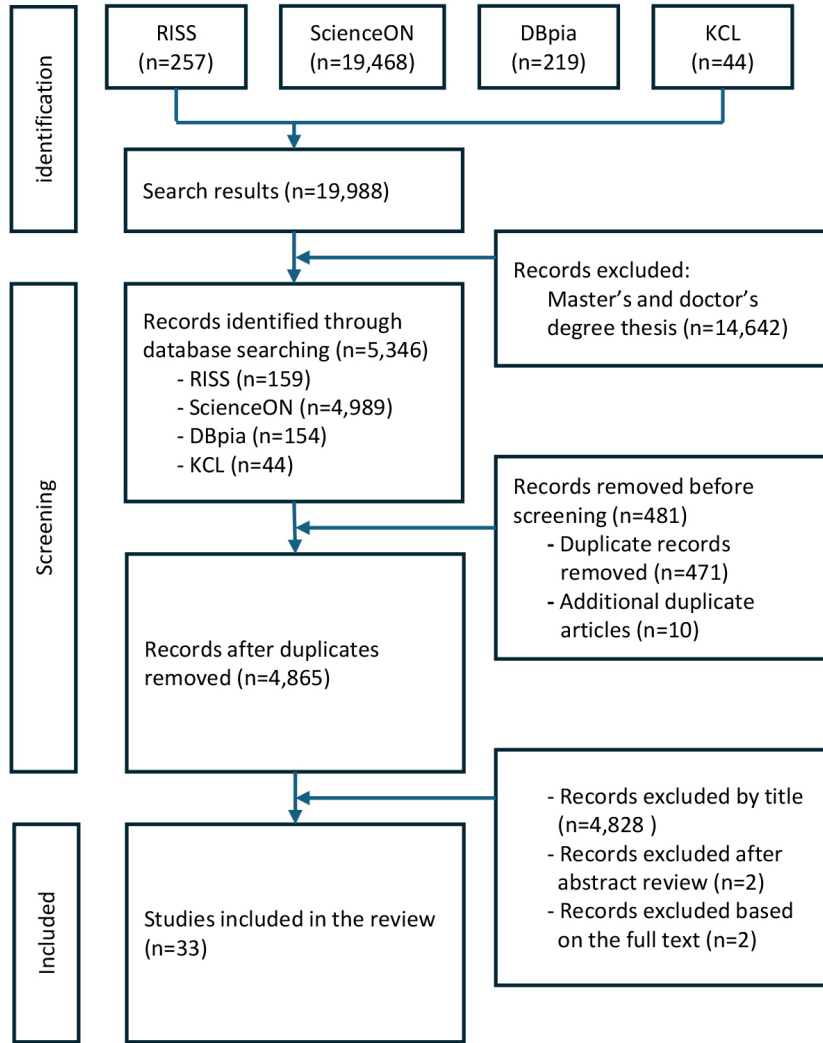 RISS
(n=257)
ScienceON
(n=19,468)
DBpia
(n=219)
KCL
(n=44)
identification
Search results (n=19,988)
Records excluded:
Master’s and doctor’s
degree thesis (n=14,642)
Screening
Records identified through
database searching (n=5,346)
- RISS (n=159)
- ScienceON (n=4,989)
- DBpia (n=154)
- KCL (n=44)
Records removed before
screening (n=481)
- Duplicate records
removed (n=471)
- Additional duplicate
articles (n=10)
Records after duplicates
removed (n=4,865)
- Records excluded by title
(n=4,828 )
- Records excluded after
abstract review (n=2)
- Records excluded based
on the full text (n=2)
Included
Studies included in the review
(n=33)